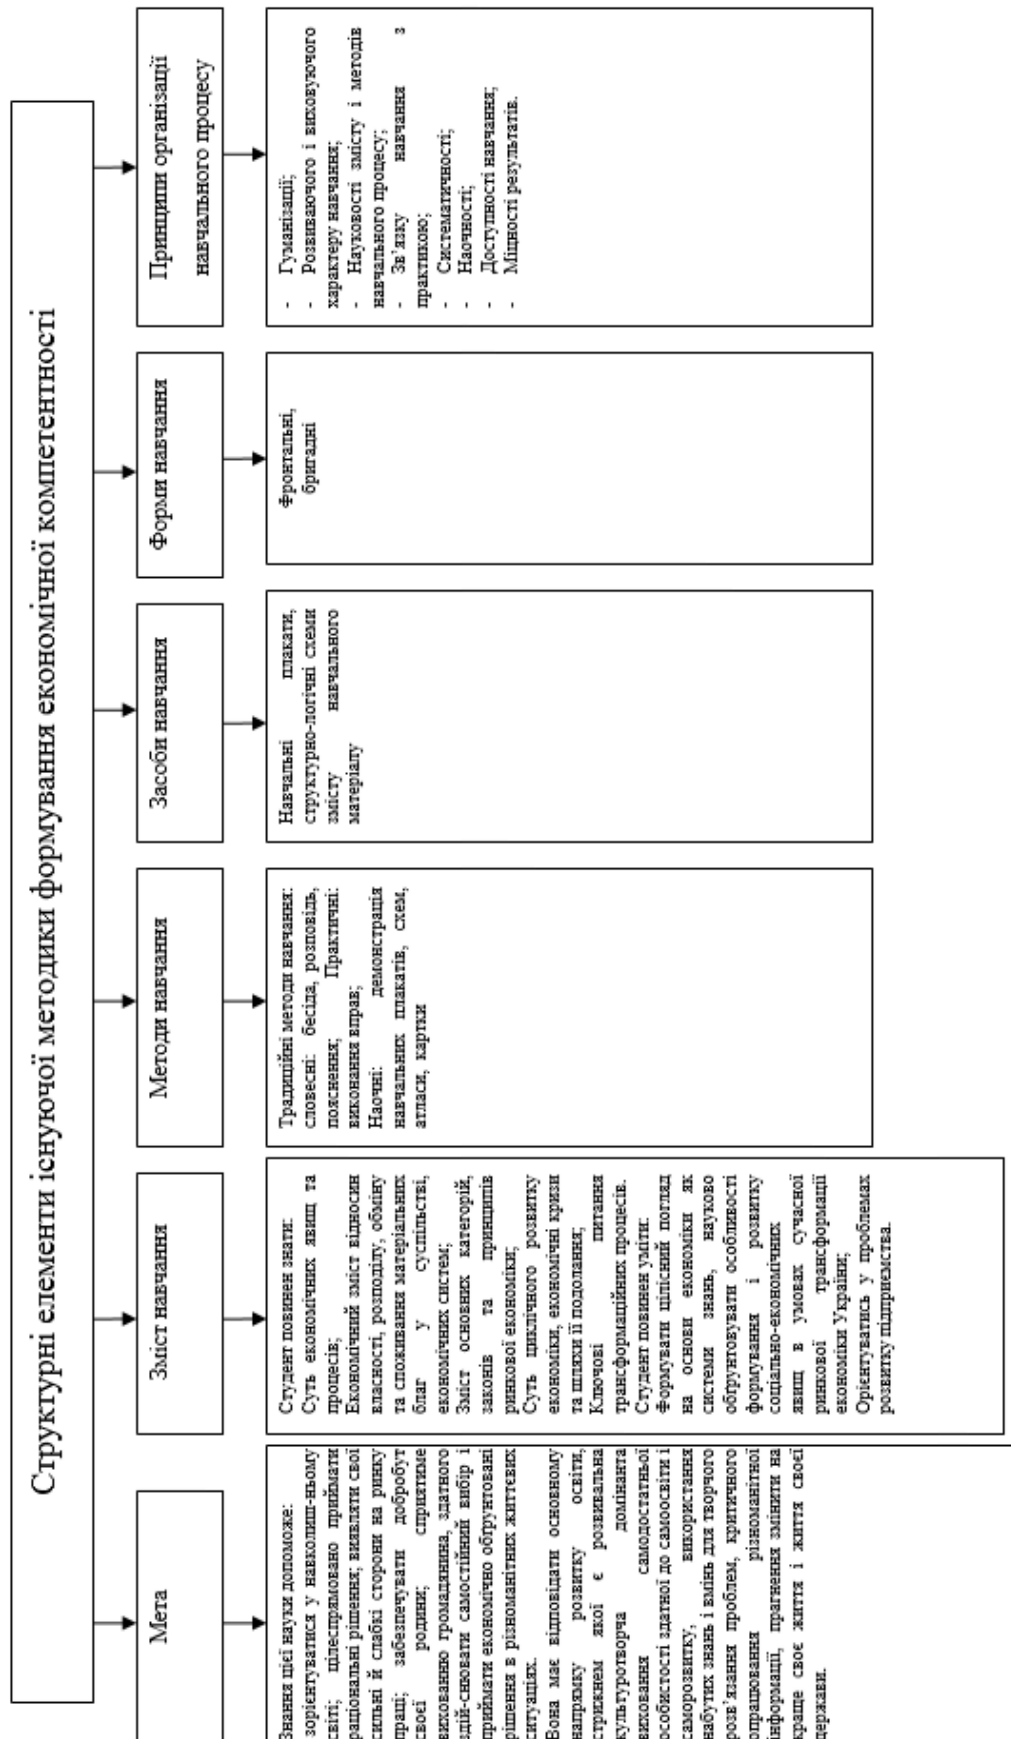 Структурні елементи існуючої методики формування економічної компетентності
Мета
Знання цієї науки допоможе:
зорієнтуватися у навколиш-ньому
світі; цілеспрямовано приймати
раціональні рішення; виявляти свої
сильні й слабкі сторони на ринку
праці; забезпечувати добробут
своєї родини; сприятиме
вихованню громадянина, здатного
здій-снювати самостійний вибір і
приймати економічно обґрунтовані
рішення в різноманітних життєвих
ситуаціях.
Вона має відповідати основному
напрямку розвитку освіти,
стрижнем якої є розвивальна
культуротворча домінанта
виховання самодостатньої
особистості здатної до самоосвіти і
саморозвитку, використання
набутих знань і вмінь для творчого
розв’язання проблем, критичного
опрацювання різноманітної
інформації, прагнення змінити на
краще своє життя і життя своєї
держави.
Зміст навчання
Студент повинен знати:
Суть економічних явищ та
процесів;
Економічний зміст відносин
власності, розподілу, обміну
та споживання матеріальних
благ у суспільстві,
економічних систем;
Зміст основних категорій,
законів та принципів
ринкової економіки;
Суть циклічного розвитку
економіки, економічні кризи
та шляхи її подолання;
Ключові питання
трансформаційних процесів.
Студент повинен уміти:
Формувати цілісний погляд
на основи економіки як
системи знань, науково
обґрунтовувати особливості
формування і розвитку
соціально-економічних
явищ в умовах сучасної
ринкової трансформації
економіки України;
Орієнтуватись у проблемах
розвитку підприємства.
Методи навчання
Традиційні методи навчання:
словесні: бесіда, розповідь,
пояснення; Практичні:
виконання вправ;
Наочні: демонстрація
навчальних плакатів, схем,
атласи, картки
Засоби навчання
Навчальні плакати,
структурно-логічні схеми
змісту навчального
матеріалу
Форми навчання
Фронтальні,
бригадні
Принципи організації
навчального процесу
- Гуманізації;
- Розвиваючого і виховуючого
характеру навчання;
- Науковості змісту і методів
навчального процесу;
- Зв’язку навчання з
практикою;
- Систематичності;
- Наочності;
- Доступності навчання;
- Міцності результатів.